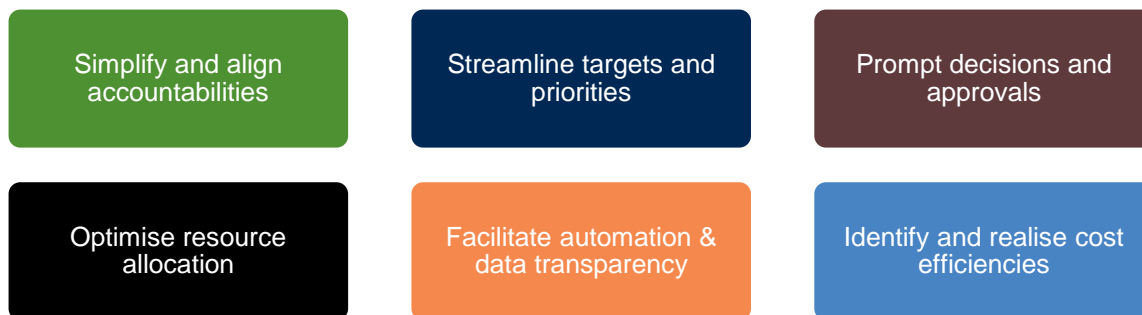 Simplify and align
accountabilities
Streamline targets and
priorities
Prompt decisions and
approvals
Optimise resource
allocation
Facilitate automation &
data transparency
Identify and realise cost
efficiencies